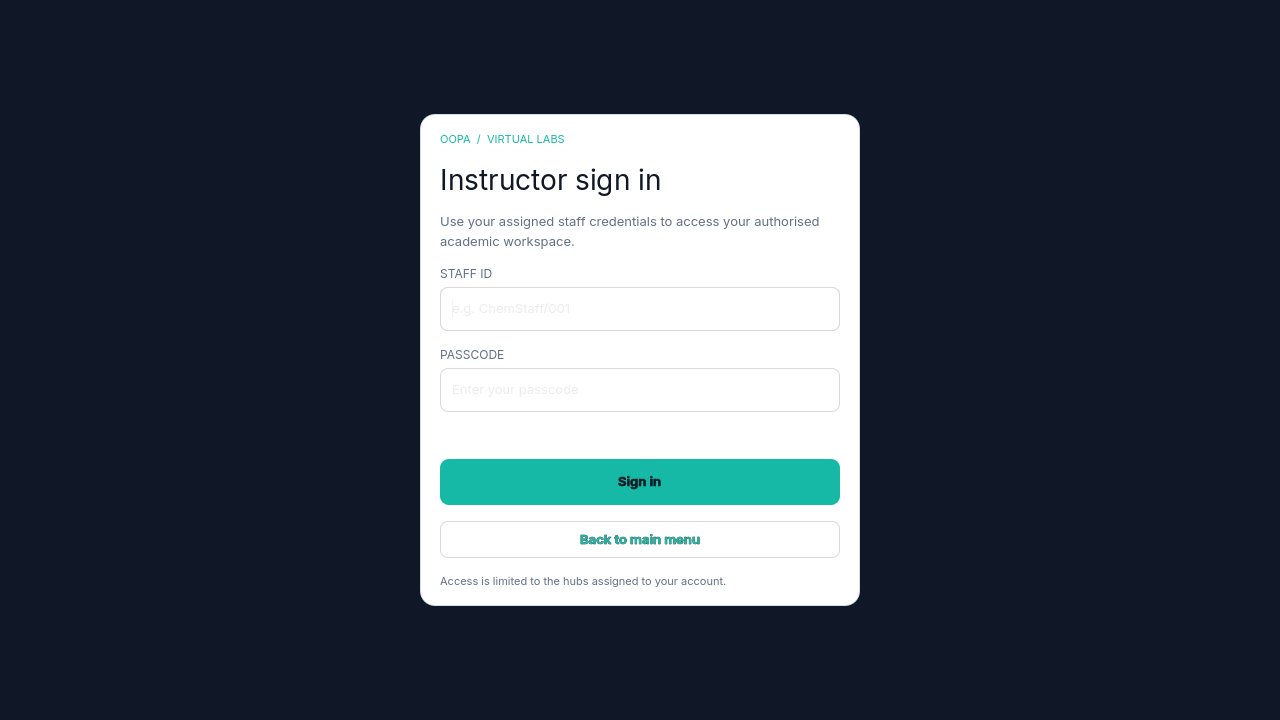 OOPA / VIRTUAL LABS
Instructor sign in
Use your assigned staff credentials to access your authorised
academic workspace.
STAFF ID
e.g. ChemStaff/001
PASSCODE
Enter your passcode
Sign in
Back to main menu
Access is limited to the hubs assigned to your account.